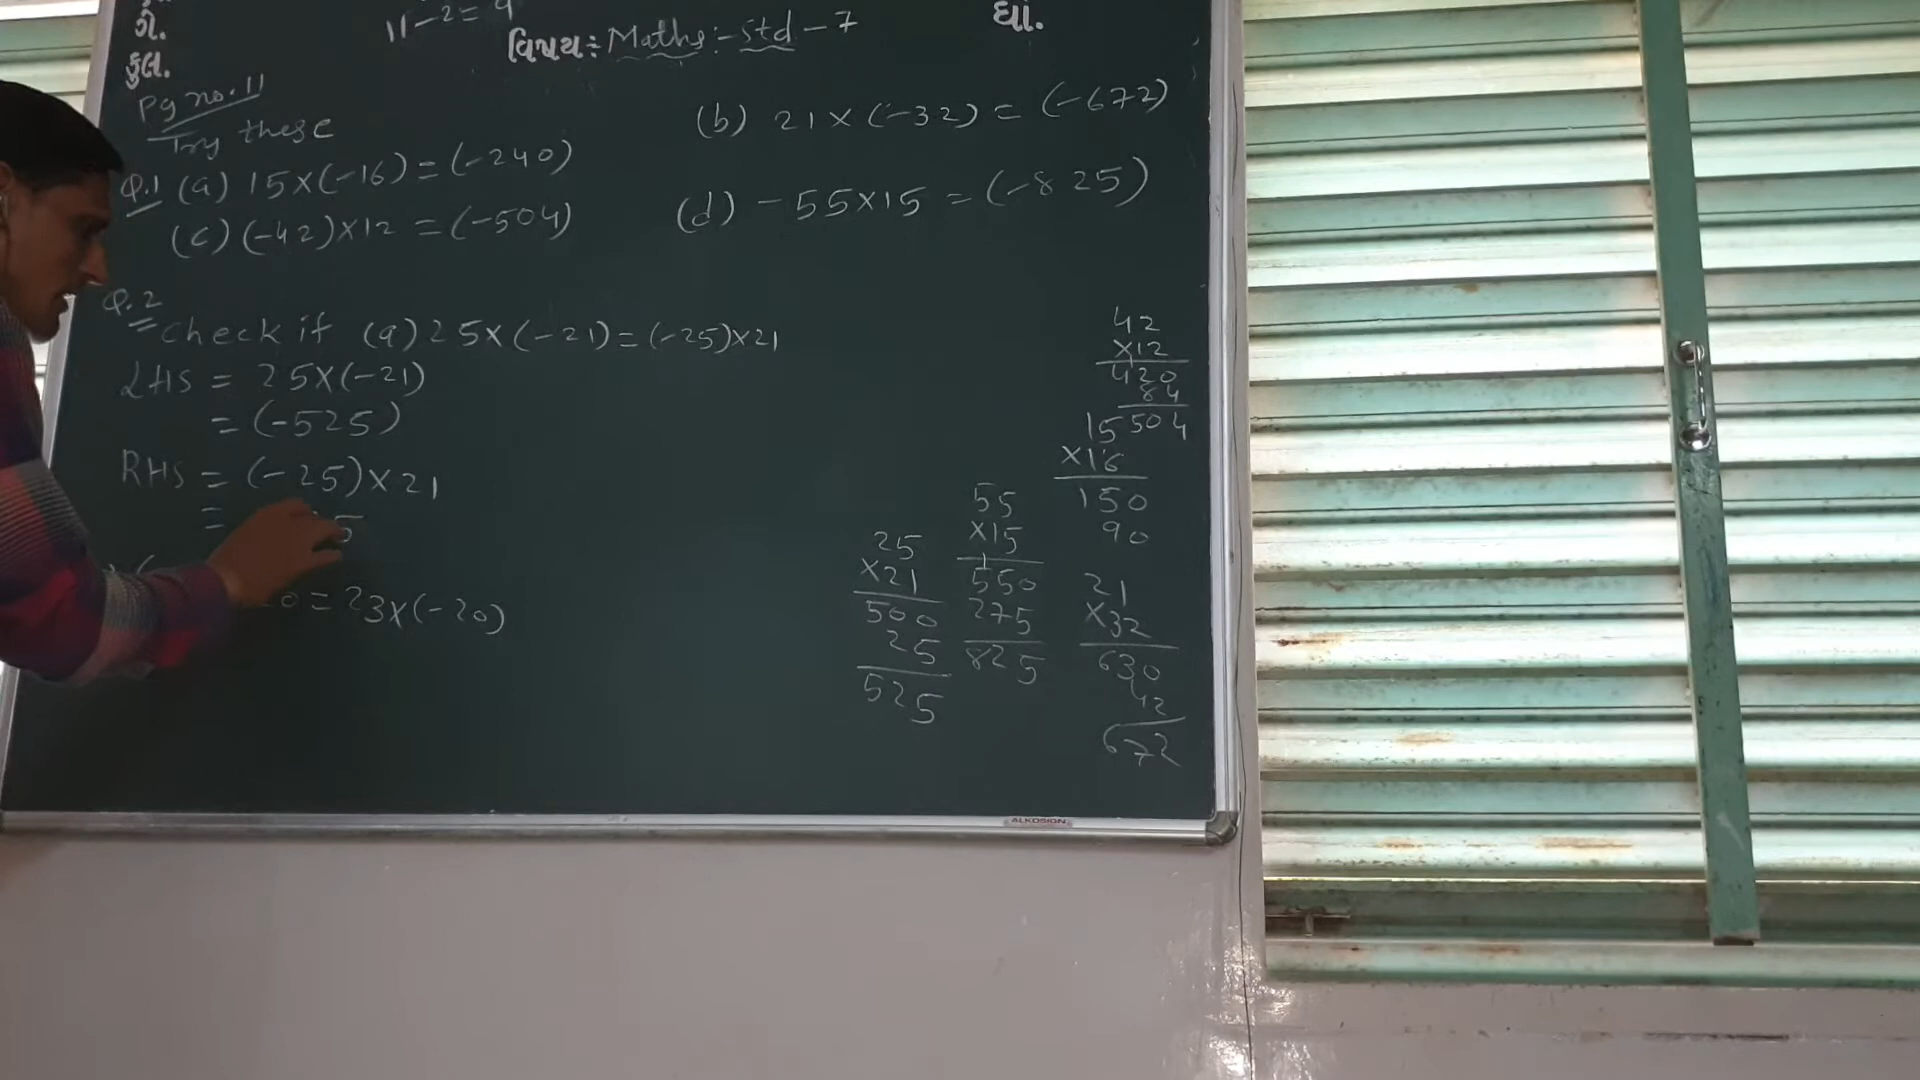 ગે.
કુલ.
11-2=9
વિષય:- Maths:- std-7
ઘો.
Pg no. 11
Try these
Q.1 (a) 15×(-16)=(-240)
(b) 21×(-32)=(-672)
(c) (-42)×12=(-504)
(d) -55×15=(-825)
Q.2
check if (a) 25×(-21)=(-25)×21
LHS = 25×(-21)
= (-525)
RHS = (-25)×21
= 5
0=23×(-20)
42
×12
420
84
504
15
×16
150
90
55
×15
550
275
825
25
×21
500
25
525
21
×32
630
42
672
ALKOSIGN